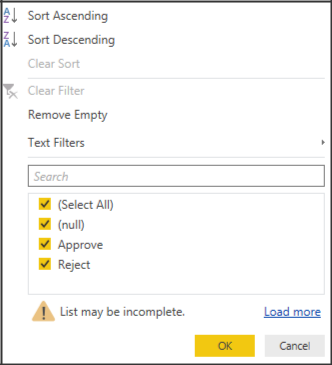 Sort Ascending
Sort Descending
Clear Sort
Clear Filter
Remove Empty
Text Filters
Search
(Select All)
(null)
Approve
Reject
List may be incomplete. Load more
OK Cancel